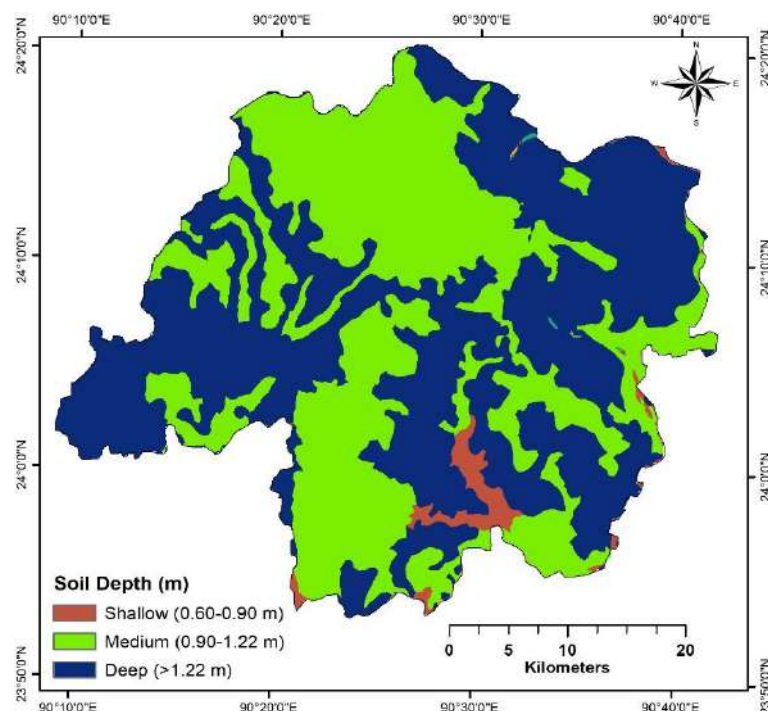 90°10'0"E 90°20'0"E 90°30'0"E 90°40'0"E
24°20'0"N
24°20'0"N
N
W E
S
24°10'0"N
24°10'0"N
24°0'0"N
24°0'0"N
23°50'0"N
23°50'0"N
Soil Depth (m)
Shallow (0.60-0.90 m)
Medium (0.90-1.22 m)
Deep (>1.22 m)
0 2 5 10 15 20
Kilometers
90°10'0"E 90°20'0"E 90°30'0"E 90°40'0"E